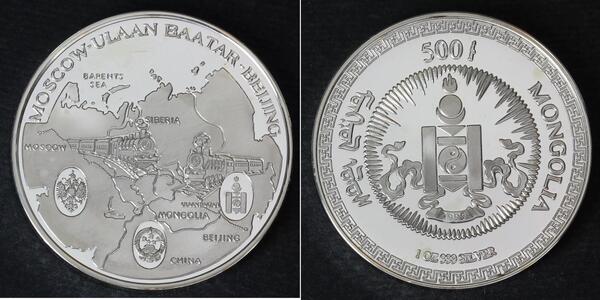 MOSCOW-ULAAN BAATAR-BEIJING
BARENTS
SEA
SIBERIA
MOSCOW
MONGOLIA
BEIJING
CHINA
500₮
MONGOLIA
1 OZ 999 SILVER